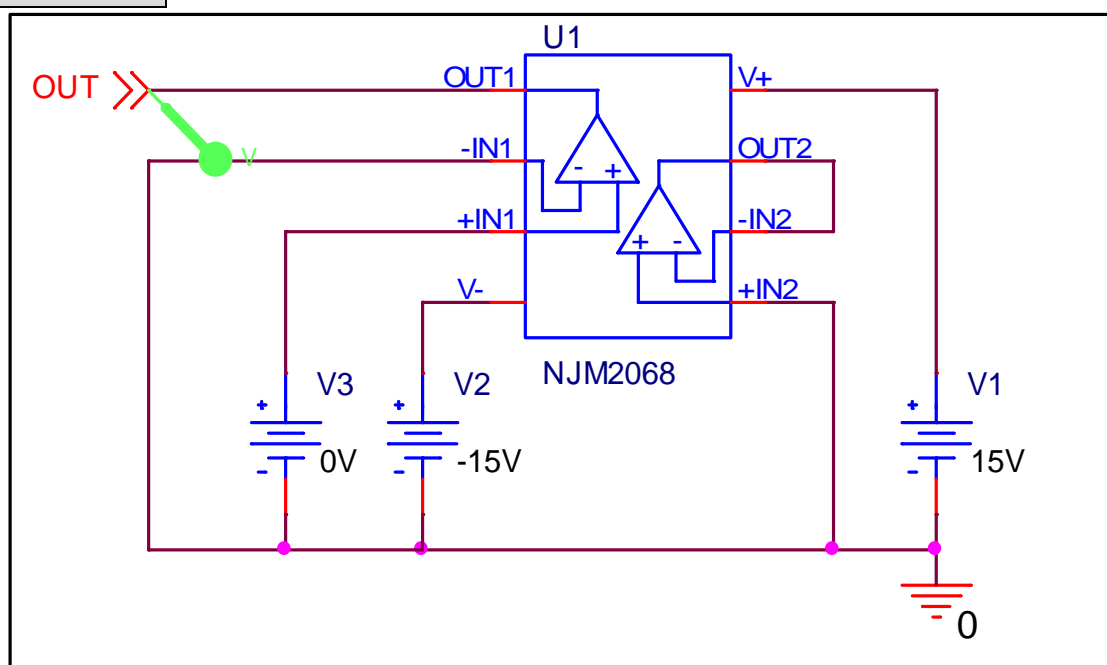 U1
OUT
OUT1
V+
-IN1
V
OUT2
- +
+IN1
-IN2
+ -
V-
+IN2
NJM2068
V3
V2
V1
+
+
+
0V
-15V
15V
-
-
-
0